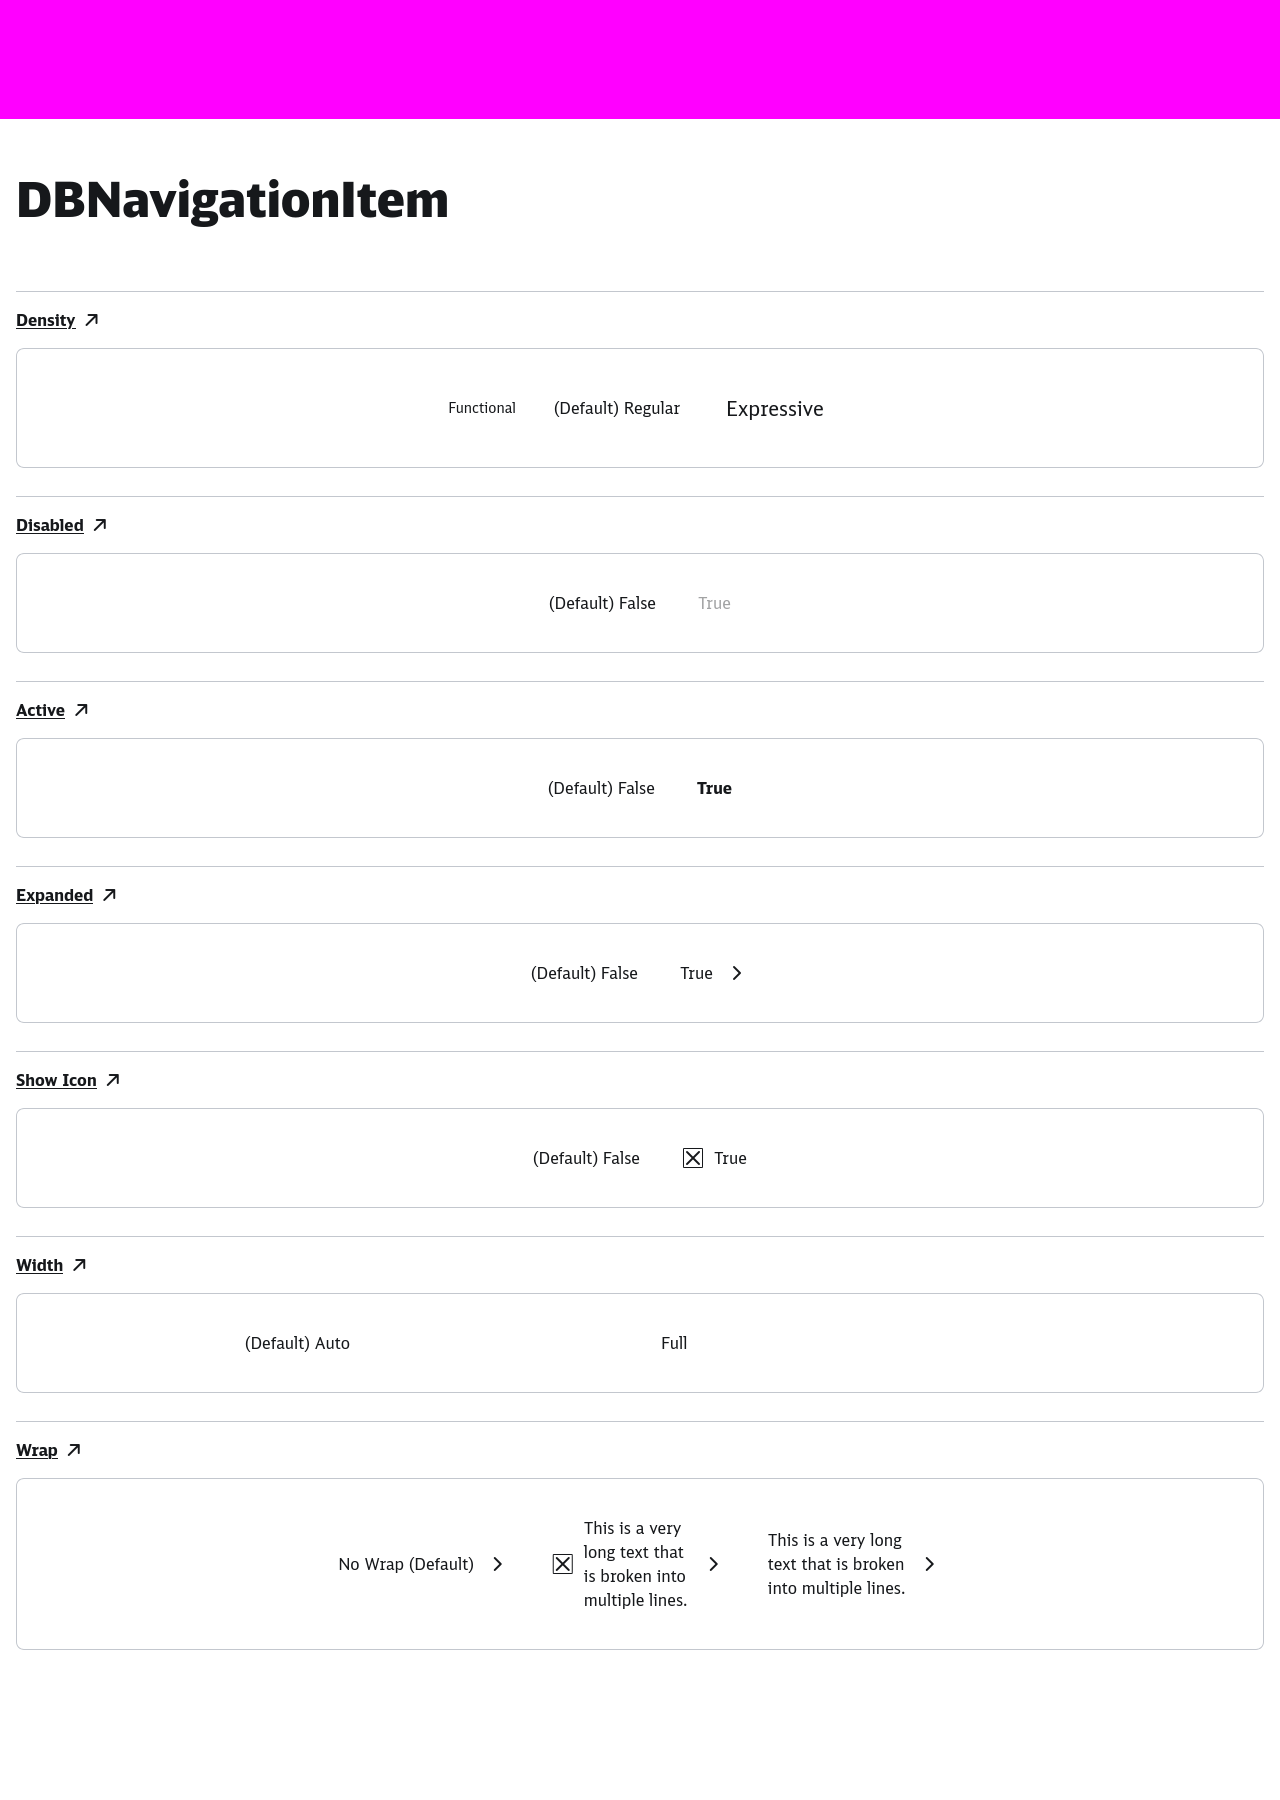 DBNavigationItem
Density
Functional (Default) Regular Expressive
Disabled
(Default) False True
Active
(Default) False True
Expanded
(Default) False True
Show Icon
(Default) False True
Width
(Default) Auto Full
Wrap
No Wrap (Default)
This is a very
long text that
is broken into
multiple lines.
This is a very long
text that is broken
into multiple lines.